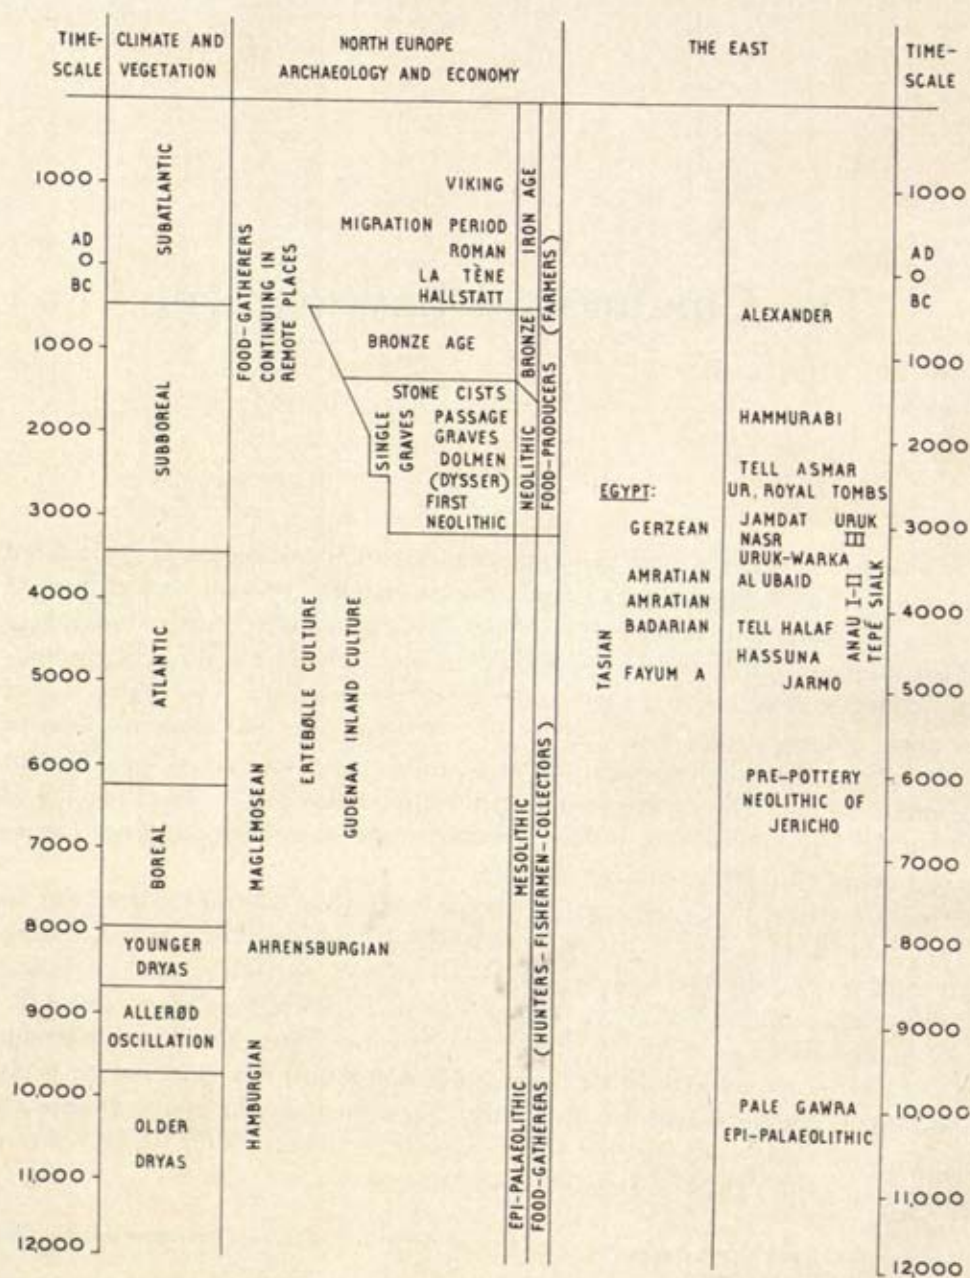 TIME-
SCALE
CLIMATE AND
VEGETATION
NORTH EUROPE
ARCHAEOLOGY AND ECONOMY
THE EAST
TIME-
SCALE
1000
AD
O
BC
1000
2000
3000
4000
5000
6000
7000
8000
9000
10,000
11,000
12,000
SUBATLANTIC
SUBBOREAL
ATLANTIC
BOREAL
YOUNGER
DRYAS
ALLERØD
OSCILLATION
OLDER
DRYAS
FOOD-GATHERERS
CONTINUING IN
REMOTE PLACES
MAGLEMOSEAN
ERTEBØLLE CULTURE
GUDENAA INLAND CULTURE
AHRENSBURGIAN
HAMBURGIAN
VIKING
MIGRATION PERIOD
ROMAN
LA TÈNE
HALLSTATT
BRONZE AGE
STONE CISTS
SINGLE
GRAVES
PASSAGE
GRAVES
DOLMEN
(DYSSER)
FIRST
NEOLITHIC
IRON AGE
BRONZE
NEOLITHIC
MESOLITHIC
EPI-PALAEOLITHIC
FOOD-PRODUCERS (FARMERS)
FOOD-GATHERERS (HUNTERS-FISHERMEN-COLLECTORS)
EGYPT:
GERZEAN
AMRATIAN
AMRATIAN
BADARIAN
TASIAN
FAYUM A
ALEXANDER
HAMMURABI
TELL ASMAR
UR, ROYAL TOMBS
JAMDAT URUK
NASR III
URUK-WARKA
AL UBAID
TELL HALAF
HASSUNA
JARMO
ANAU I-II
TEPÉ SIALK
PRE-POTTERY
NEOLITHIC OF
JERICHO
PALE GAWRA
EPI-PALAEOLITHIC
1000
AD
O
BC
1000
2000
3000
4000
5000
6000
7000
8000
9000
10,000
11,000
12,000